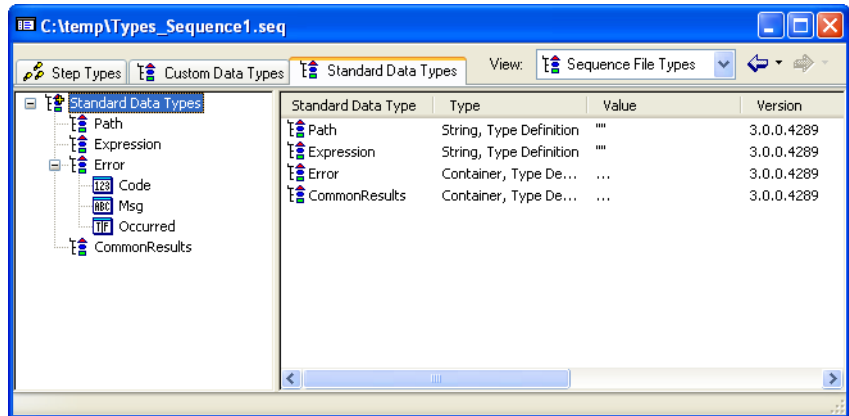 C:\temp\Types_Sequence1.seq
Step Types Custom Data Types Standard Data Types View: Sequence File Types
Standard Data Types
Path
Expression
Error
123 Code
ABC Msg
T|F Occurred
CommonResults
Standard Data Type Type Value Version
Path String, Type Definition "" 3.0.0.4289
Expression String, Type Definition "" 3.0.0.4289
Error Container, Type De... ... 3.0.0.4289
CommonResults Container, Type De... ... 3.0.0.4289